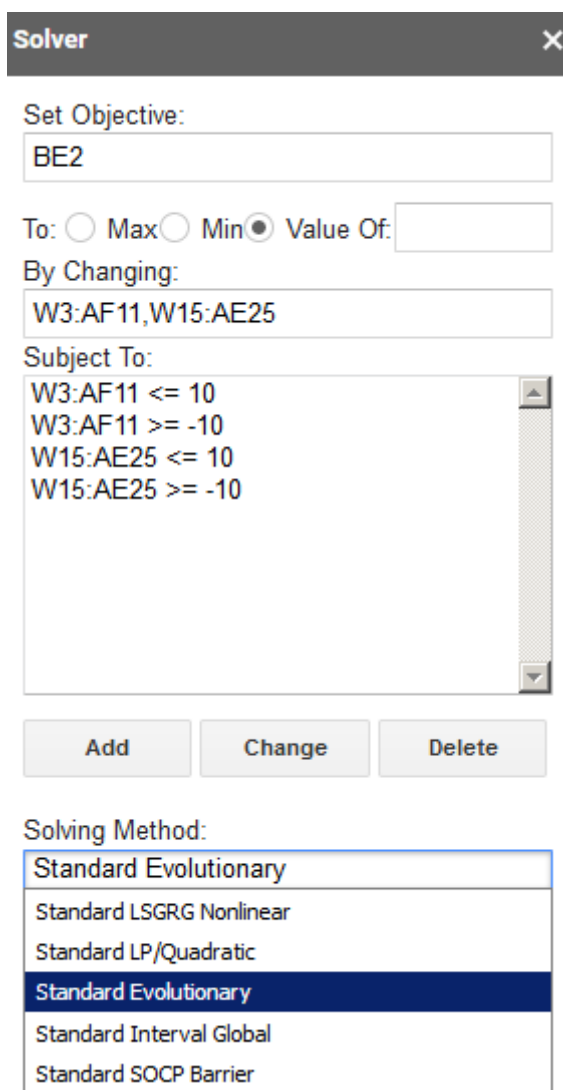 Solver ×
Set Objective:
BE2
To: Max Min Value Of:
By Changing:
W3:AF11,W15:AE25
Subject To:
W3:AF11 <= 10
W3:AF11 >= -10
W15:AE25 <= 10
W15:AE25 >= -10
Add Change Delete
Solving Method:
Standard Evolutionary
Standard LSGRG Nonlinear
Standard LP/Quadratic
Standard Evolutionary
Standard Interval Global
Standard SOCP Barrier